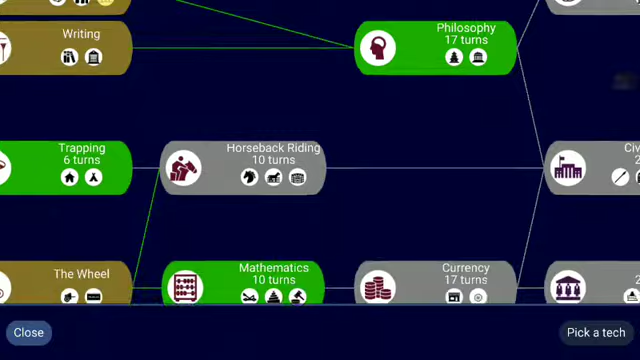 Writing
Philosophy
17 turns
Trapping
6 turns
Horseback Riding
10 turns
The Wheel
Mathematics
10 turns
Currency
17 turns
Close
Pick a tech